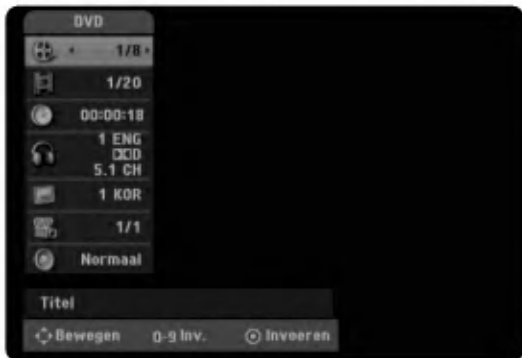 DVD
1/8
1/20
00:00:18
1 ENG
DD D
5.1 CH
1 KOR
1/1
Normaal
Titel
Bewegen 0-9 Inv. Invoeren